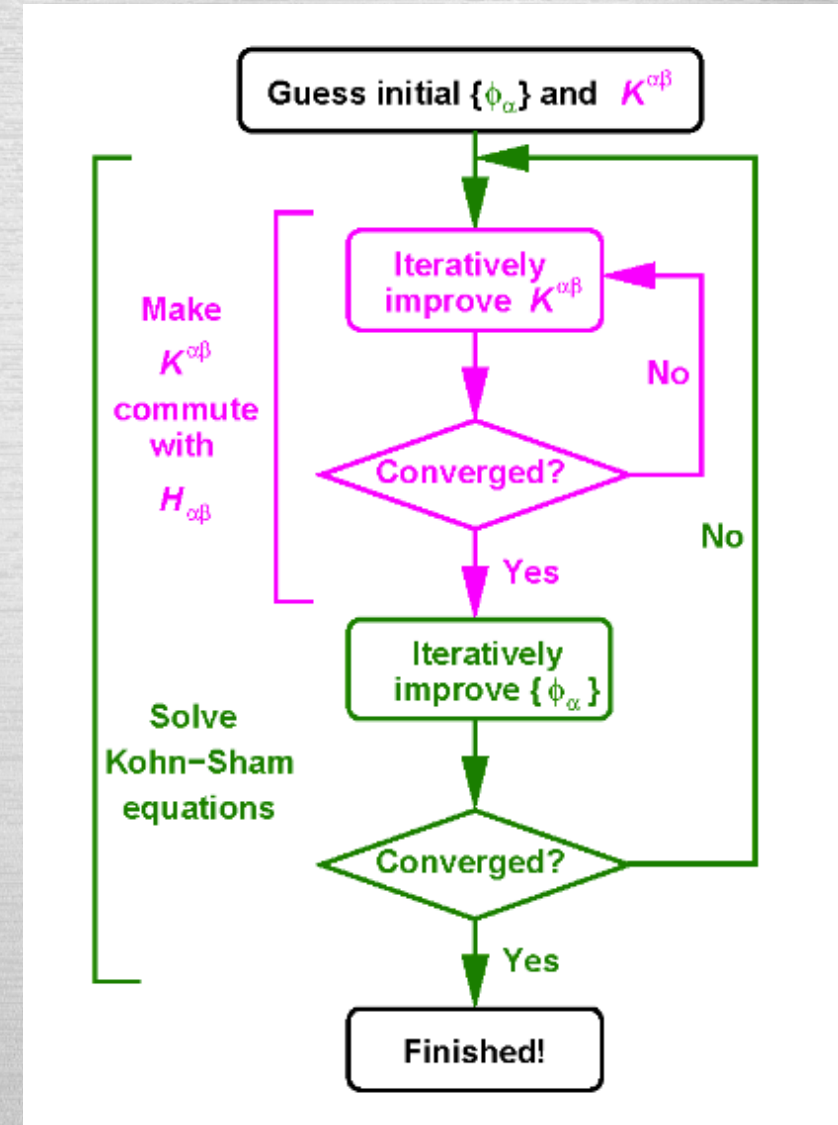 Guess initial {ϕα} and Kαβ
Iteratively
improve Kαβ
Make
Kαβ
commute
with
Hαβ
No
Converged?
No
Yes
Iteratively
improve {ϕα}
Solve
Kohn−Sham
equations
Converged?
Yes
Finished!